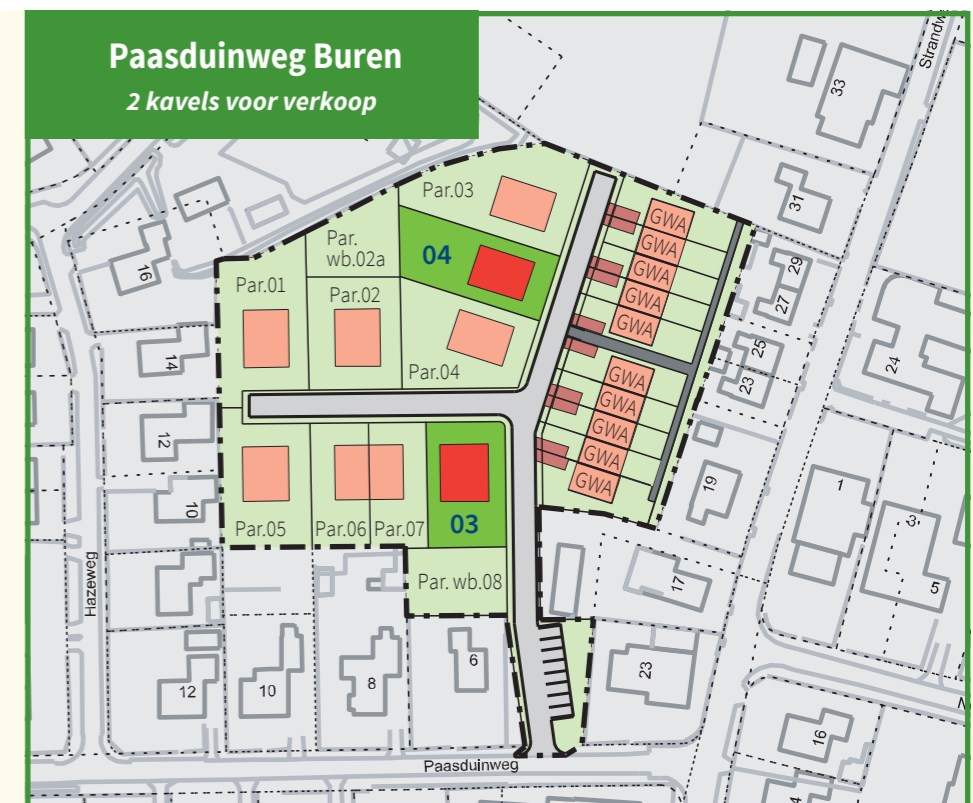 Paasduinweg Buren
2 kavels voor verkoop
Strandw
33
31
29
27
25
23
24
19
17
1
3
5
23
16
16
14
12
10
Hazeweg
12
10
8
6
Par.03
04
Par.
wb.02a
Par.01
Par.02
Par.04
GWA
GWA
GWA
GWA
GWA
GWA
GWA
GWA
GWA
GWA
Par.05
Par.06
Par.07
03
Par. wb.08
Paasduinweg